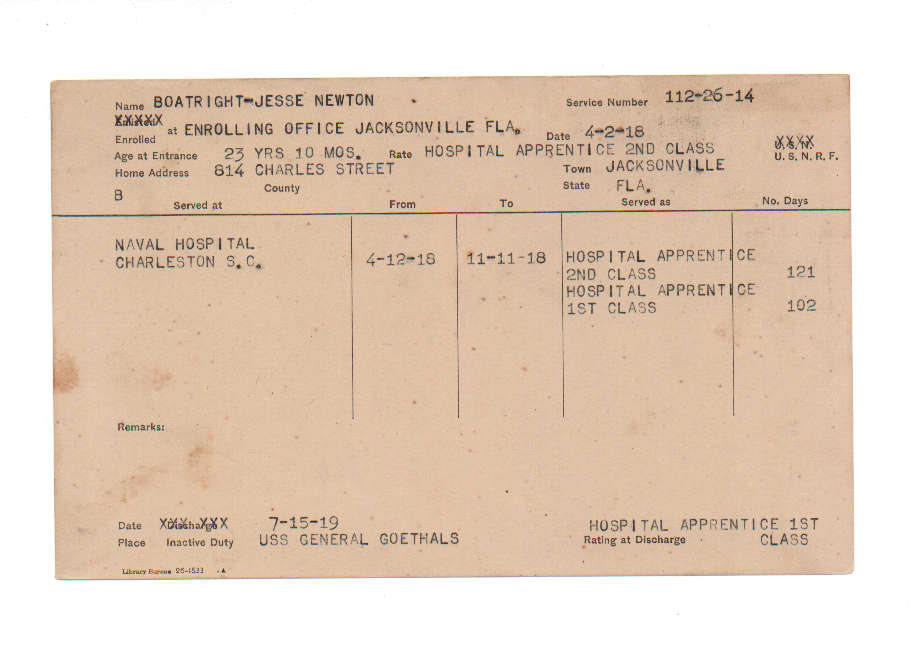 Name BOATRIGHT-JESSE NEWTON Service Number 112-26-14
XXXXX
Enlisted
Enrolled at ENROLLING OFFICE JACKSONVILLE FLA. Date 4-2-18
Age at Entrance 23 YRS 10 MOS. Rate HOSPITAL APPRENTICE 2ND CLASS XXXX U.S.N.
U. S. N. R. F.
Home Address 814 CHARLES STREET Town JACKSONVILLE
B County State FLA.
Served at From To Served as No. Days
NAVAL HOSPITAL
CHARLESTON S.C. 4-12-18 11-11-18 HOSPITAL APPRENTICE
2ND CLASS 121
HOSPITAL APPRENTICE
1ST CLASS 102
Remarks:
Date XXX XXX Discharge 7-15-19 HOSPITAL APPRENTICE 1ST
Place Inactive Duty USS GENERAL GOETHALS Rating at Discharge CLASS
Library Bureau 26-1533 A